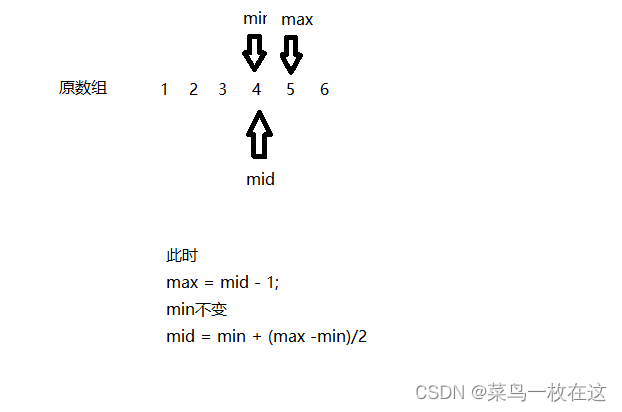 min max
原数组 1 2 3 4 5 6
mid
此时
max = mid - 1;
min不变
mid = min + (max -min)/2
CSDN @菜鸟一枚在这